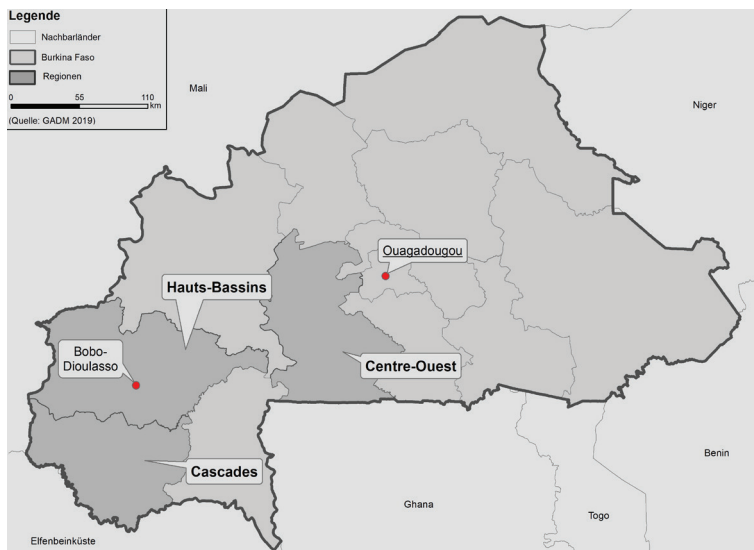 Legende
Nachbarländer
Burkina Faso
Regionen
0 55 110
km
(Quelle: GADM 2019)
Mali
Niger
Ouagadougou
Hauts-Bassins
Bobo-
Dioulasso
Centre-Ouest
Cascades
Benin
Ghana
Togo
Elfenbeinküste